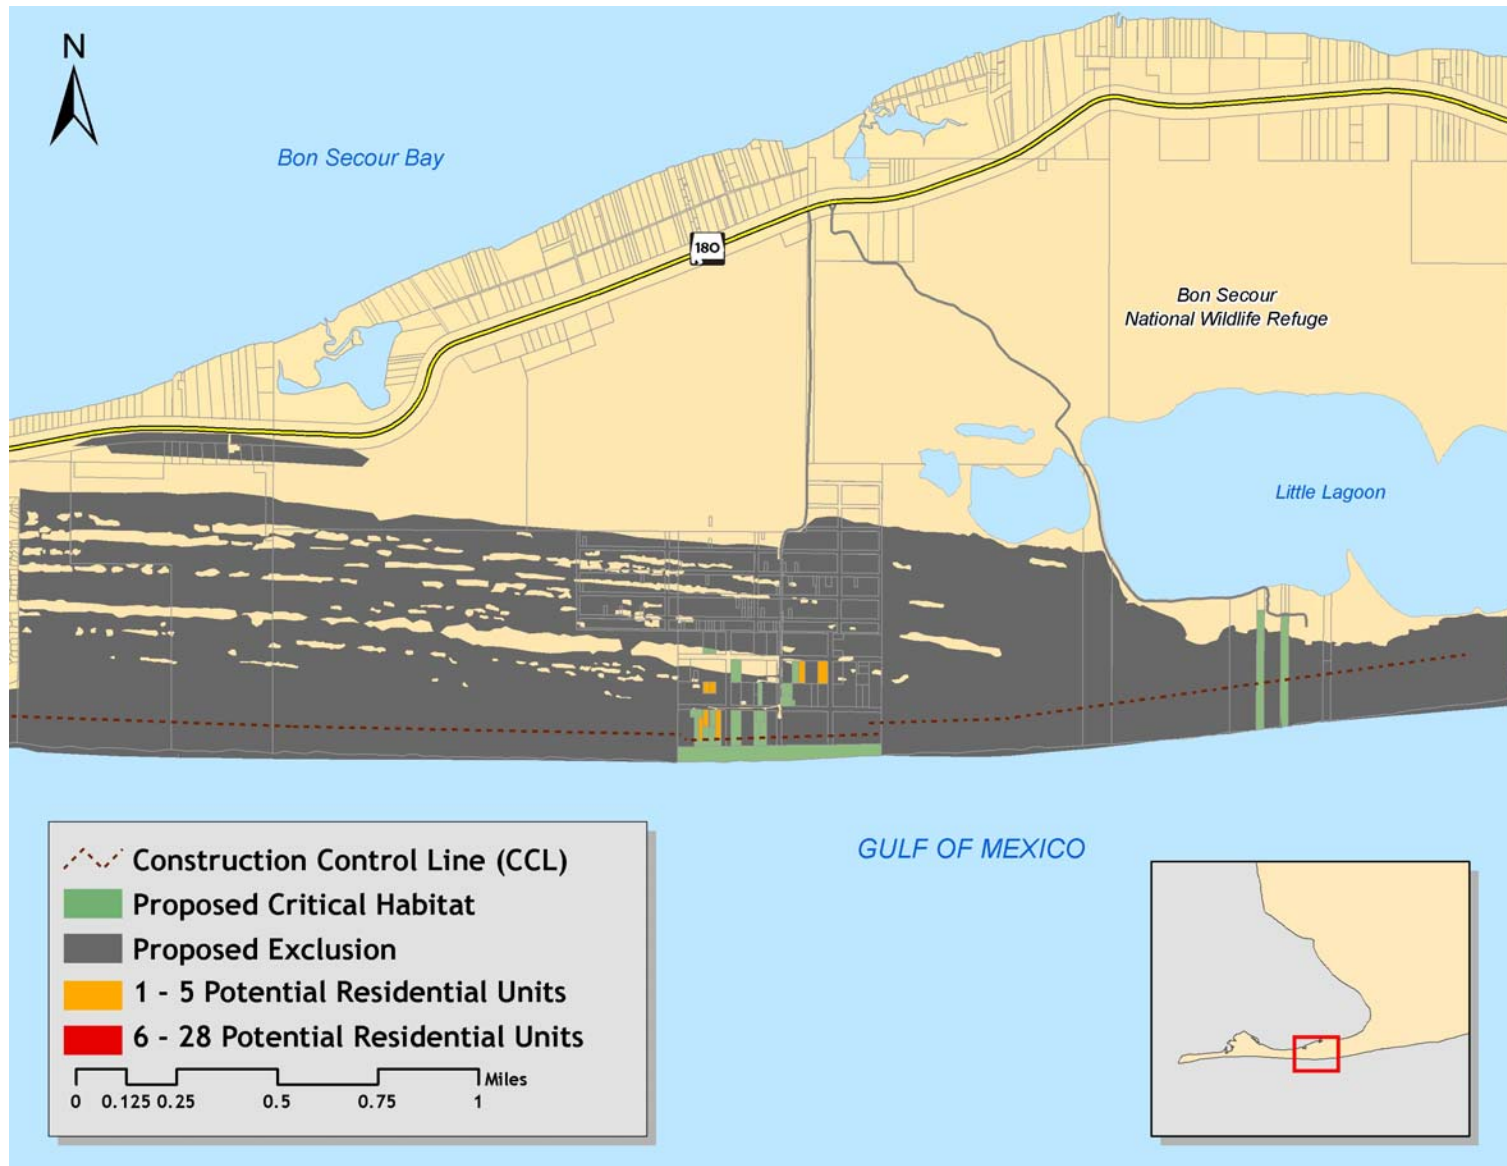 N
Bon Secour Bay
180
Bon Secour
National Wildlife Refuge
Little Lagoon
GULF OF MEXICO
Construction Control Line (CCL)
Proposed Critical Habitat
Proposed Exclusion
1 - 5 Potential Residential Units
6 - 28 Potential Residential Units
Miles
0 0.125 0.25 0.5 0.75 1